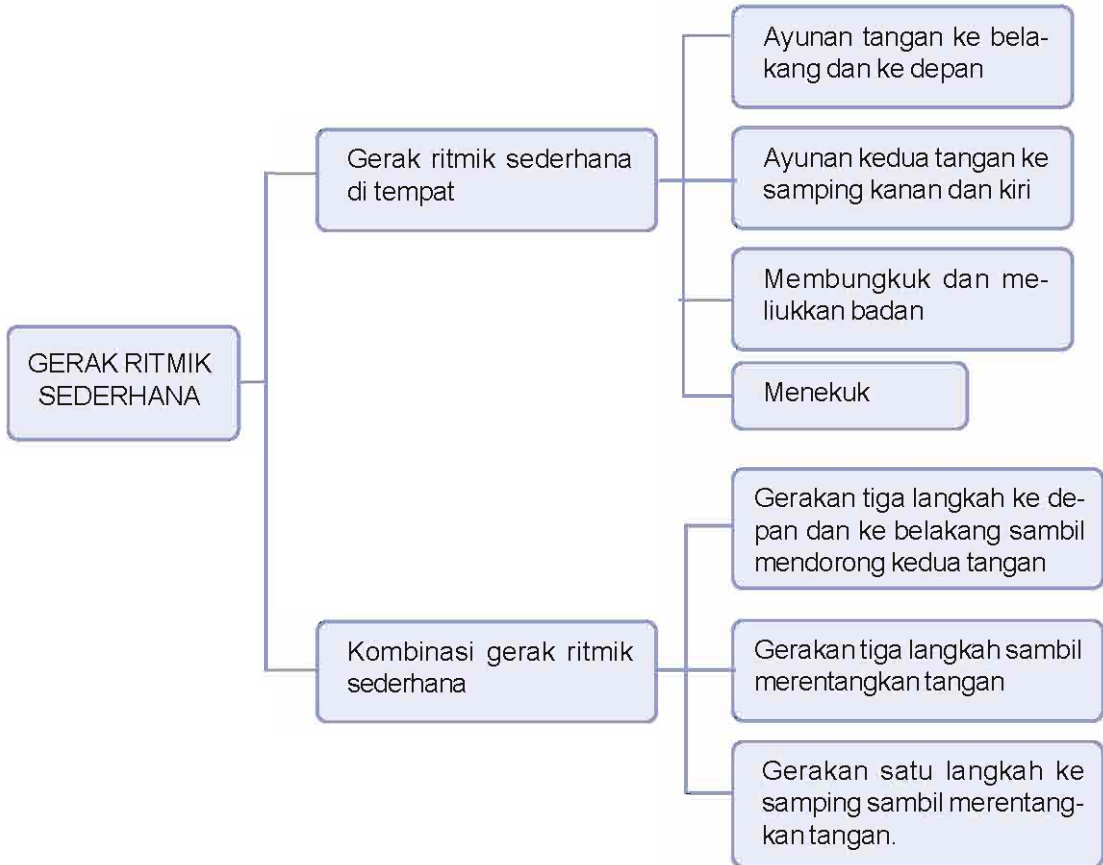 GERAK RITMIK
SEDERHANA
Gerak ritmik sederhana
di tempat
Ayunan tangan ke bela-
kang dan ke depan
Ayunan kedua tangan ke
samping kanan dan kiri
Membungkuk dan me-
liukkan badan
Menekuk
Kombinasi gerak ritmik
sederhana
Gerakan tiga langkah ke de-
pan dan ke belakang sambil
mendorong kedua tangan
Gerakan tiga langkah sambil
merentangkan tangan
Gerakan satu langkah ke
samping sambil merentang-
kan tangan.